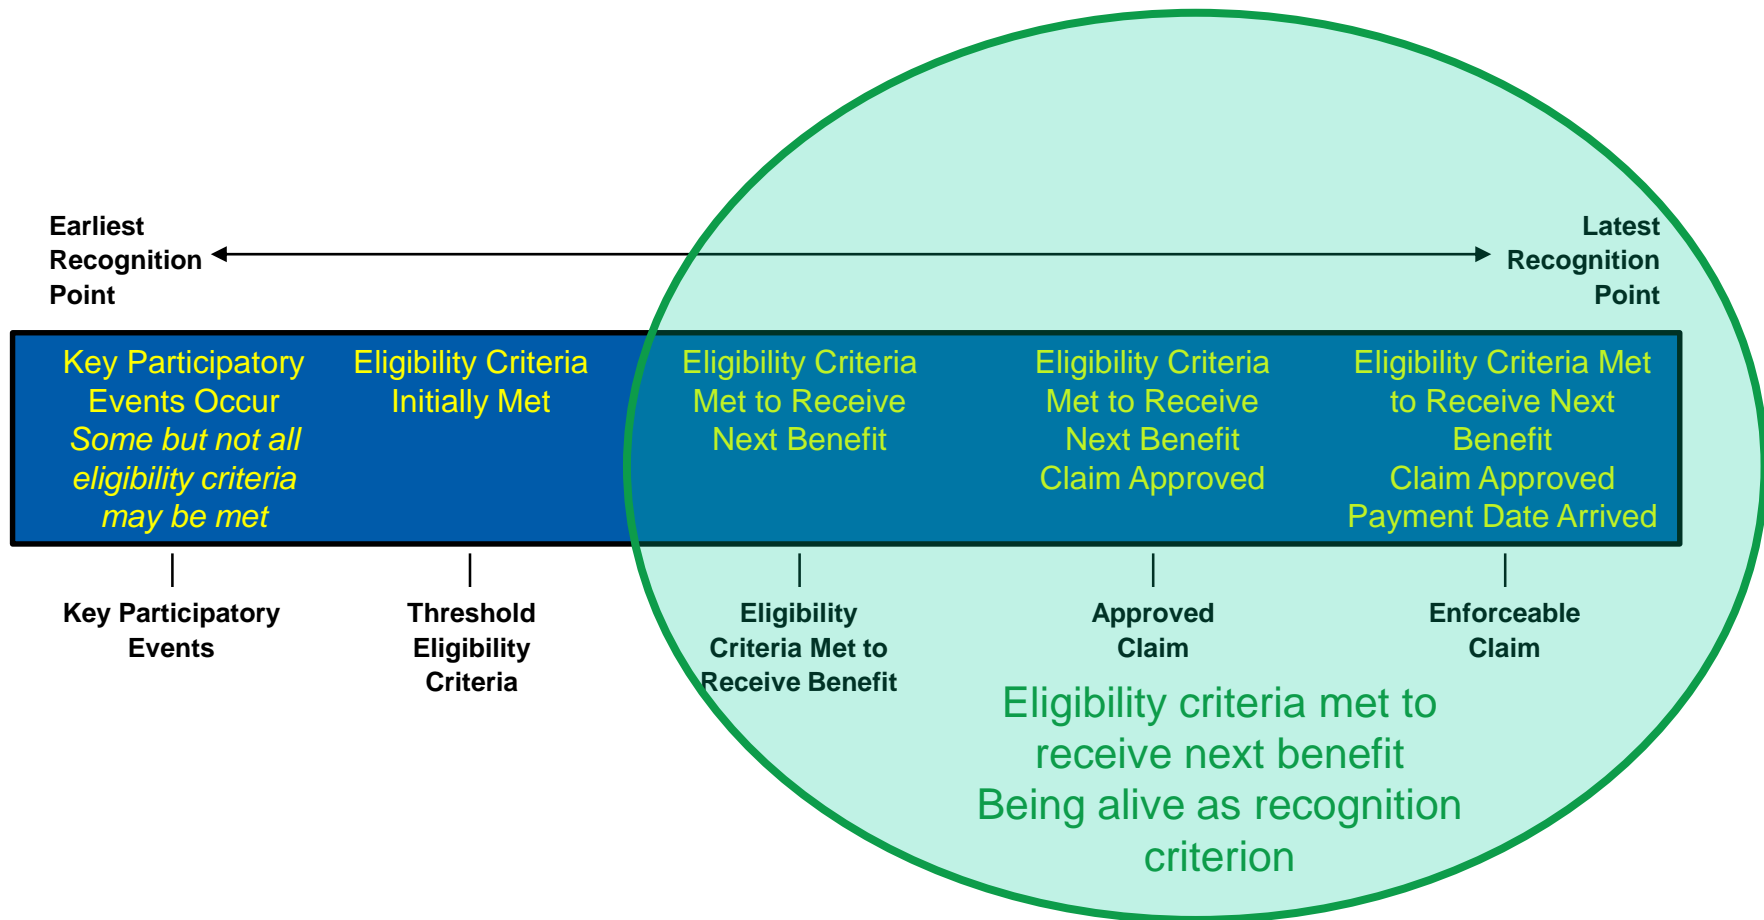 Earliest
Recognition
Point
Latest
Recognition
Point
Key Participatory
Events Occur
Some but not all
eligibility criteria
may be met
Eligibility Criteria
Initially Met
Eligibility Criteria
Met to Receive
Next Benefit
Eligibility Criteria
Met to Receive
Next Benefit
Claim Approved
Eligibility Criteria Met
to Receive Next
Benefit
Claim Approved
Payment Date Arrived
Key Participatory
Events
Threshold
Eligibility
Criteria
Eligibility
Criteria Met to
Receive Benefit
Approved
Claim
Enforceable
Claim
Eligibility criteria met to
receive next benefit
Being alive as recognition
criterion